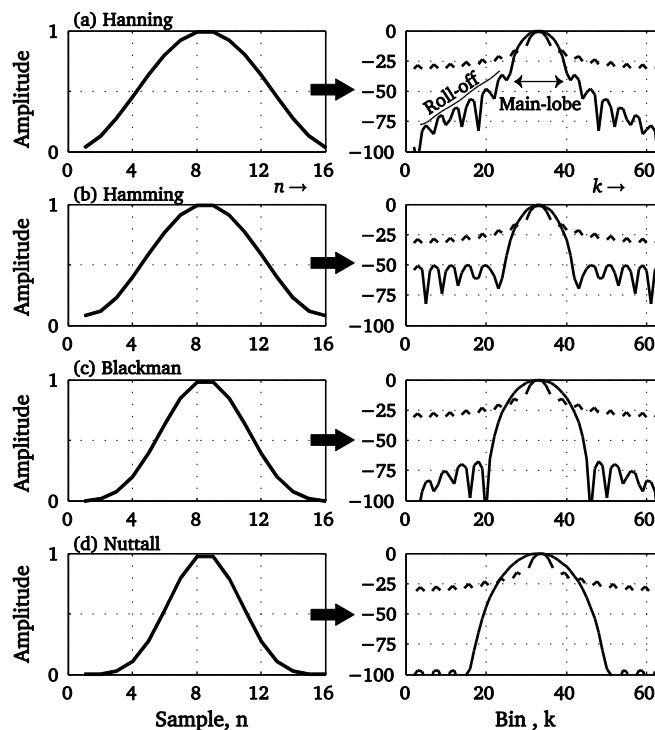 (a) Hanning
Amplitude
1
0
0 4 8 12 16
n →
0
−25
−50
−75
−100
Roll-off
Main-lobe
0 20 40 60
k →
(b) Hamming
Amplitude
1
0
0 4 8 12 16
0
−25
−50
−75
−100
0 20 40 60
(c) Blackman
Amplitude
1
0
0 4 8 12 16
0
−25
−50
−75
−100
0 20 40 60
(d) Nuttall
Amplitude
1
0
0 4 8 12 16
Sample, n
0
−25
−50
−75
−100
0 20 40 60
Bin , k